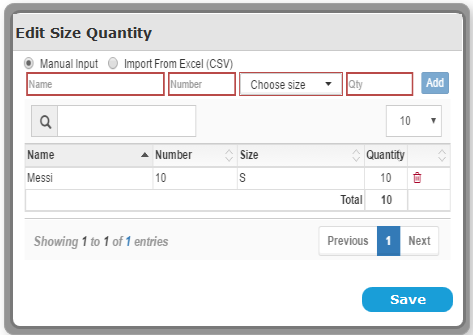 Edit Size Quantity
Manual Input Import From Excel (CSV)
Name Number Choose size Qty Add
10
Name Number Size Quantity
Messi 10 S 10
Total 10
Showing 1 to 1 of 1 entries Previous 1 Next
Save